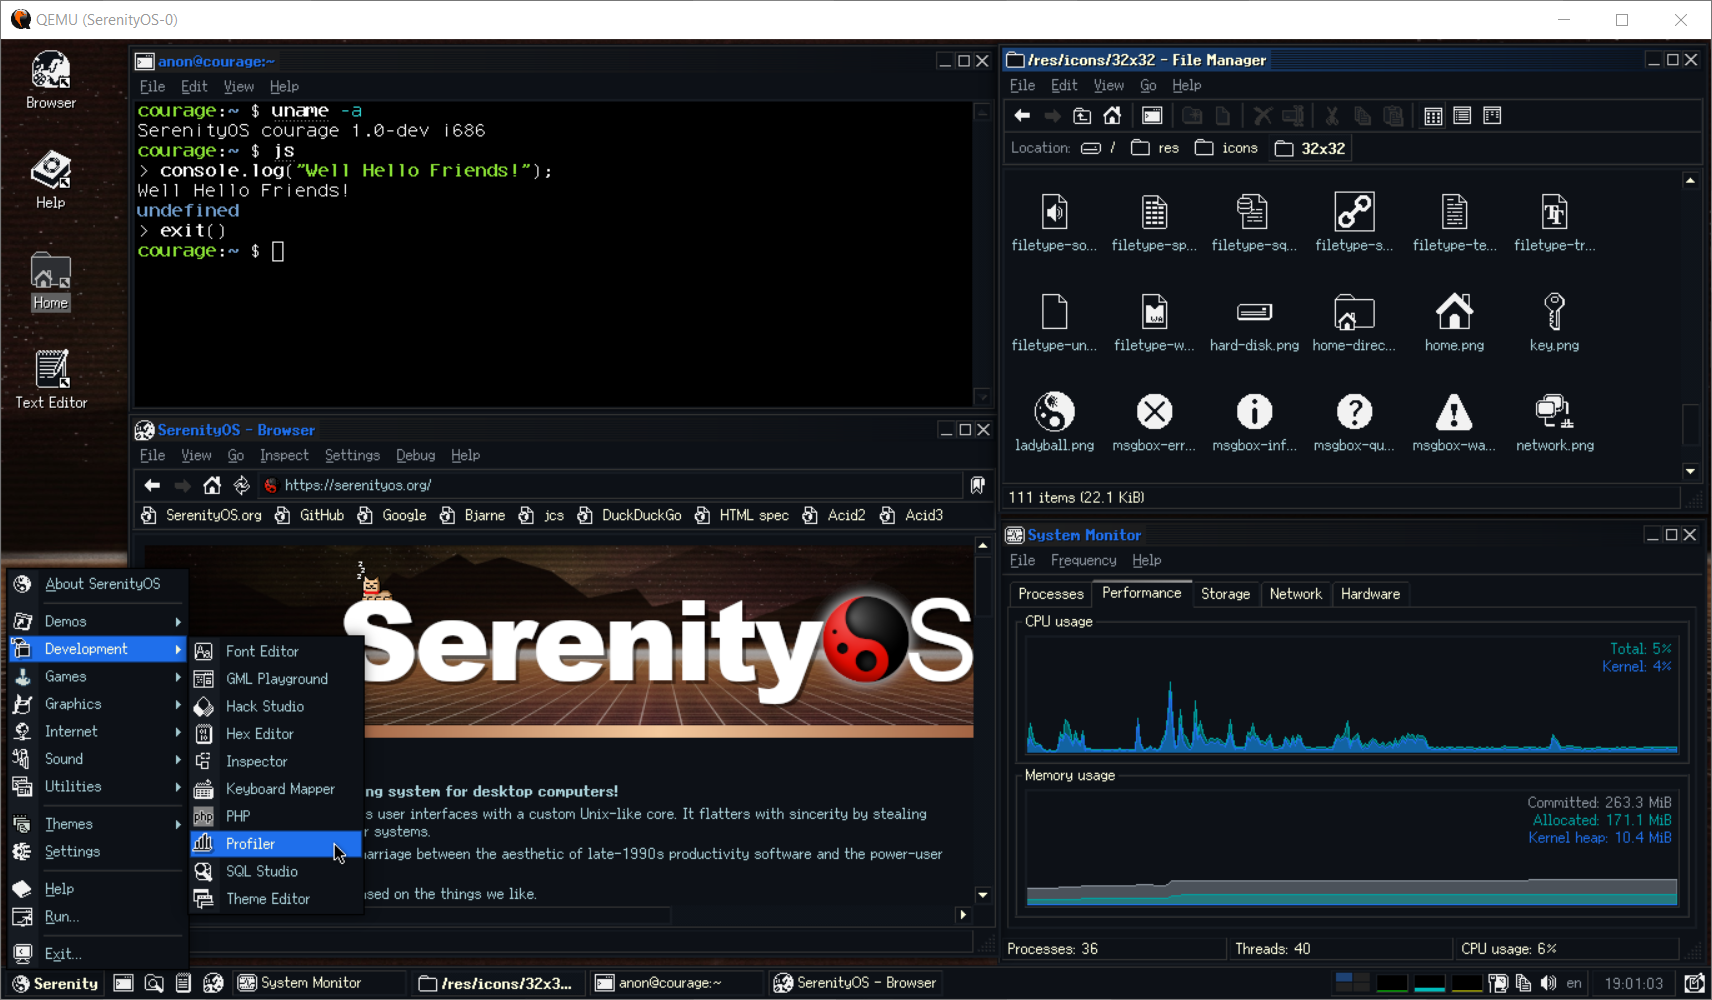 QEMU (SerenityOS-0)
Browser
Help
Home
Text Editor
anon@courage:~
File Edit View Help
courage:~ $ uname -a
SerenityOS courage 1.0-dev i686
courage:~ $ js
> console.log("Well Hello Friends!");
Well Hello Friends!
undefined
> exit()
courage:~ $
/res/icons/32x32 - File Manager
File Edit View Go Help
Location: / res icons 32x32
filetype-so... filetype-sp... filetype-sq... filetype-s... filetype-te... filetype-tr...
filetype-un... filetype-w... hard-disk.png home-direc... home.png key.png
ladyball.png msgbox-err... msgbox-inf... msgbox-qu... msgbox-wa... network.png
111 items (22.1 KiB)
SerenityOS - Browser
File View Go Inspect Settings Debug Help
https://serenityos.org/
SerenityOS.org GitHub Google Bjarne jcs DuckDuckGo HTML spec Acid2 Acid3
z z z
SerenityOS
ng system for desktop computers!
s user interfaces with a custom Unix-like core. It flatters with sincerity by stealing
r systems.
arriage between the aesthetic of late-1990s productivity software and the power-user
ased on the things we like.
System Monitor
File Frequency Help
Processes Performance Storage Network Hardware
CPU usage
Total: 5%
Kernel: 4%
Memory usage
Committed: 263.3 MiB
Allocated: 171.1 MiB
Kernel heap: 10.4 MiB
Processes: 36 Threads: 40 CPU usage: 6%
About SerenityOS
Demos
Development
Games
Graphics
Internet
Sound
Utilities
Themes
Settings
Help
Run...
Exit...
Font Editor
GML Playground
Hack Studio
Hex Editor
Inspector
Keyboard Mapper
php PHP
Profiler
SQL Studio
Theme Editor
Serenity System Monitor /res/icons/32x3... anon@courage:~ SerenityOS - Browser en 19:01:03